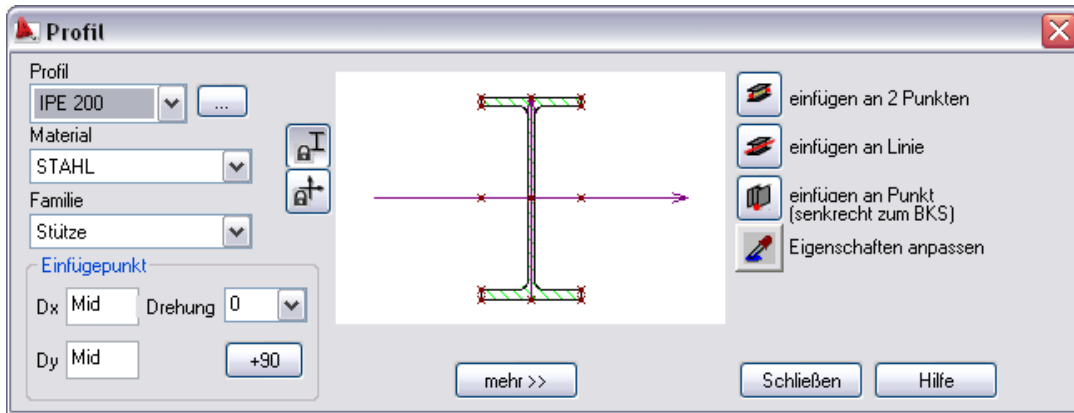 Profil
Profil
IPE 200
...
Material
STAHL
Familie
Stütze
Einfügepunkt
Dx Mid Drehung 0
Dy Mid +90
mehr >>
einfügen an 2 Punkten
einfügen an Linie
einfügen an Punkt
(senkrecht zum BKS)
Eigenschaften anpassen
Schließen Hilfe